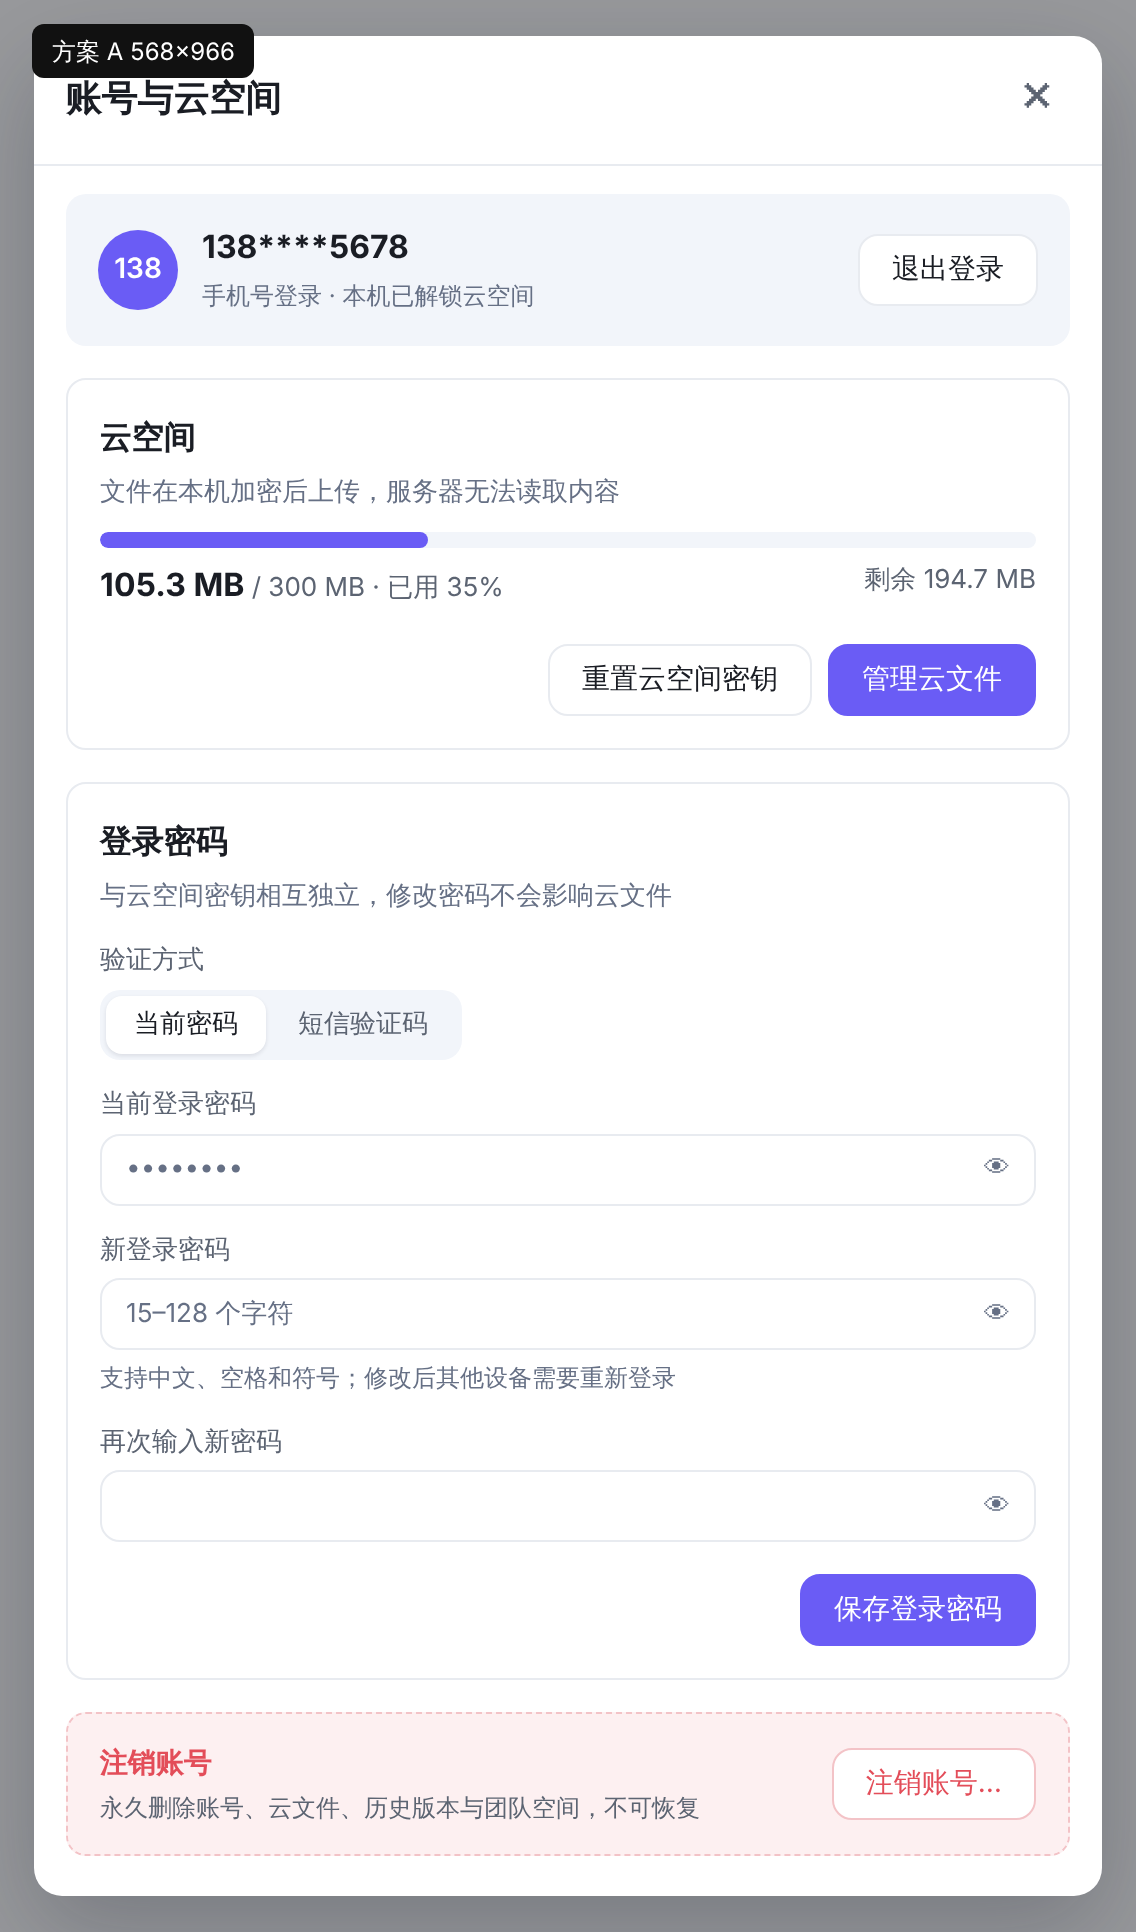 方案 A 568×966
账号与云空间
138
138****5678
手机号登录 · 本机已解锁云空间
退出登录
云空间
文件在本机加密后上传，服务器无法读取内容
105.3 MB / 300 MB · 已用 35%
剩余 194.7 MB
重置云空间密钥
管理云文件
登录密码
与云空间密钥相互独立，修改密码不会影响云文件
验证方式
当前密码
短信验证码
当前登录密码
••••••••
新登录密码
15–128 个字符
支持中文、空格和符号；修改后其他设备需要重新登录
再次输入新密码
保存登录密码
注销账号
永久删除账号、云文件、历史版本与团队空间，不可恢复
注销账号...